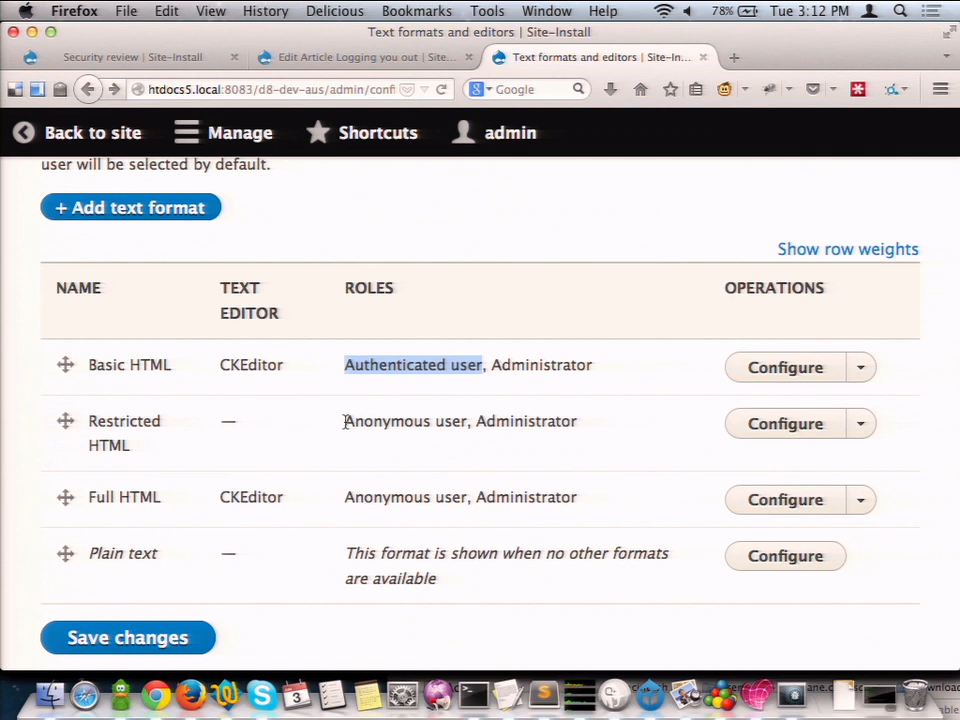 Firefox File Edit View History Delicious Bookmarks Tools Window Help 78% Tue 3:12 PM
Text formats and editors | Site-Install
Security review | Site-Install Edit Article Logging you out | Site... Text formats and editors | Site-In...
htdocs5.local:8083/d8-dev-aus/admin/conf Google
Back to site Manage Shortcuts admin
user will be selected by default.
+ Add text format
Show row weights
NAME TEXT EDITOR ROLES OPERATIONS
Basic HTML CKEditor Authenticated user, Administrator Configure
Restricted HTML — Anonymous user, Administrator Configure
Full HTML CKEditor Anonymous user, Administrator Configure
Plain text — This format is shown when no other formats are available Configure
Save changes
3